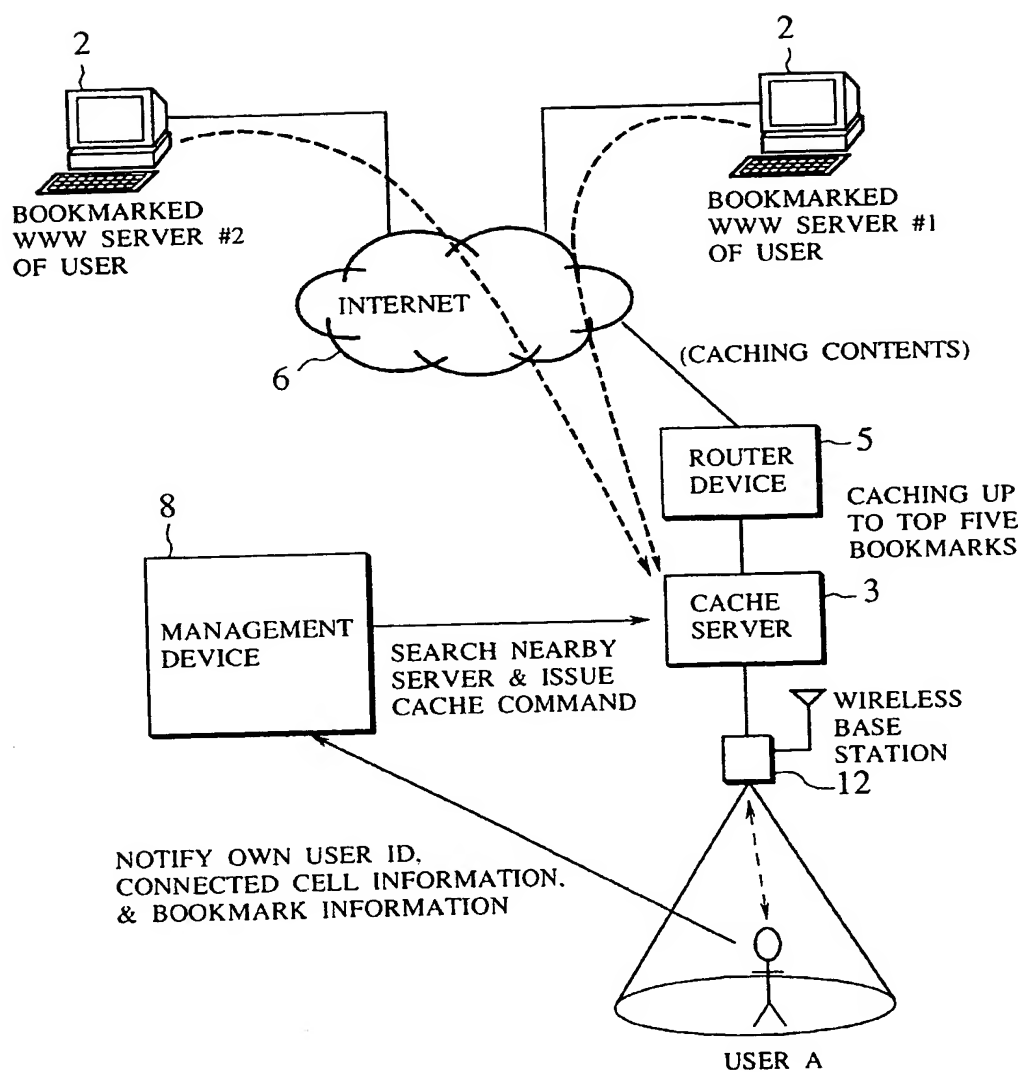 2
2
BOOKMARKED
WWW SERVER #2
OF USER
BOOKMARKED
WWW SERVER #1
OF USER
INTERNET
6
(CACHING CONTENTS)
5
ROUTER
DEVICE
CACHING UP
TO TOP FIVE
BOOKMARKS
8
3
CACHE
SERVER
MANAGEMENT
DEVICE
SEARCH NEARBY
SERVER & ISSUE
CACHE COMMAND
WIRELESS
BASE
STATION
12
NOTIFY OWN USER ID,
CONNECTED CELL INFORMATION,
& BOOKMARK INFORMATION
USER A